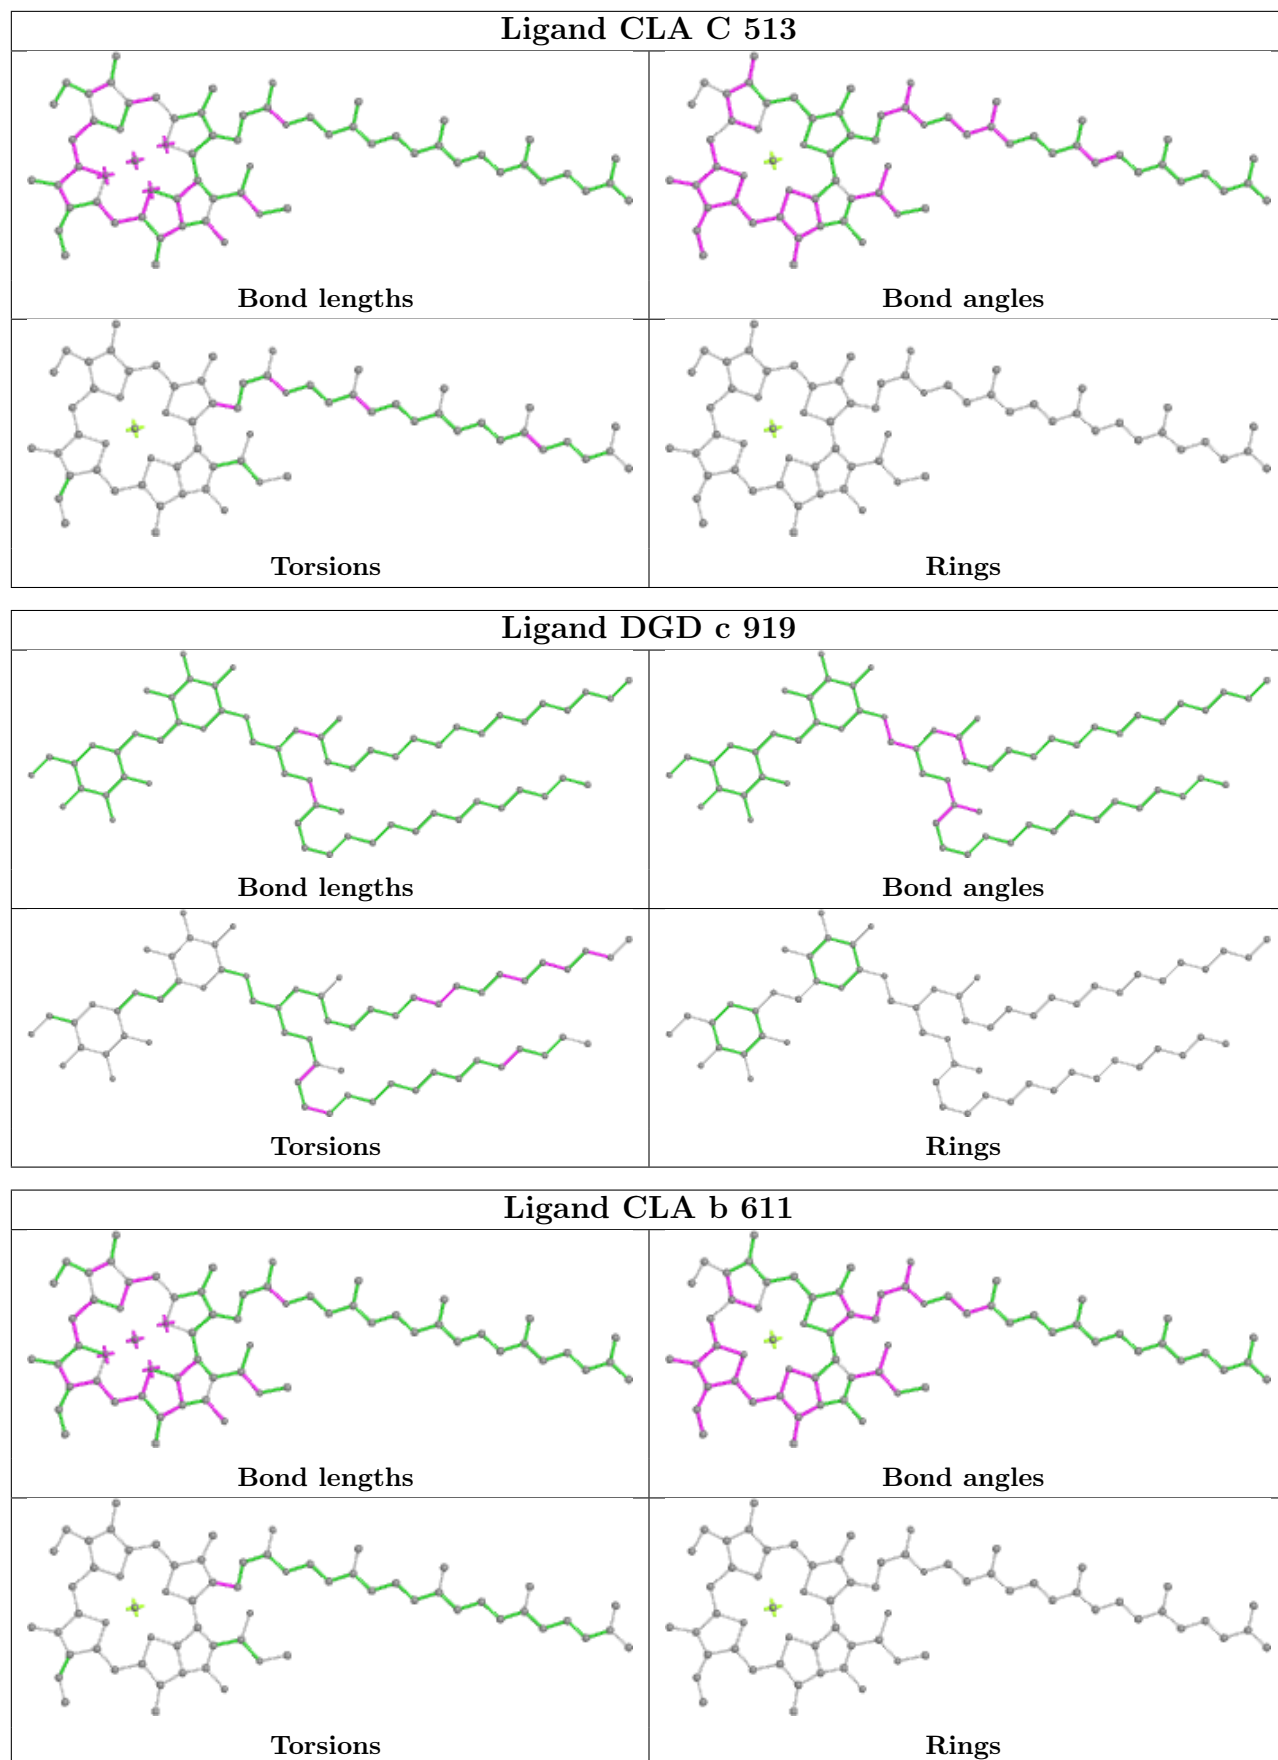 Ligand CLA C 513
Bond lengths
Bond angles
Torsions
Rings
Ligand DGD c 919
Bond lengths
Bond angles
Torsions
Rings
Ligand CLA b 611
Bond lengths
Bond angles
Torsions
Rings